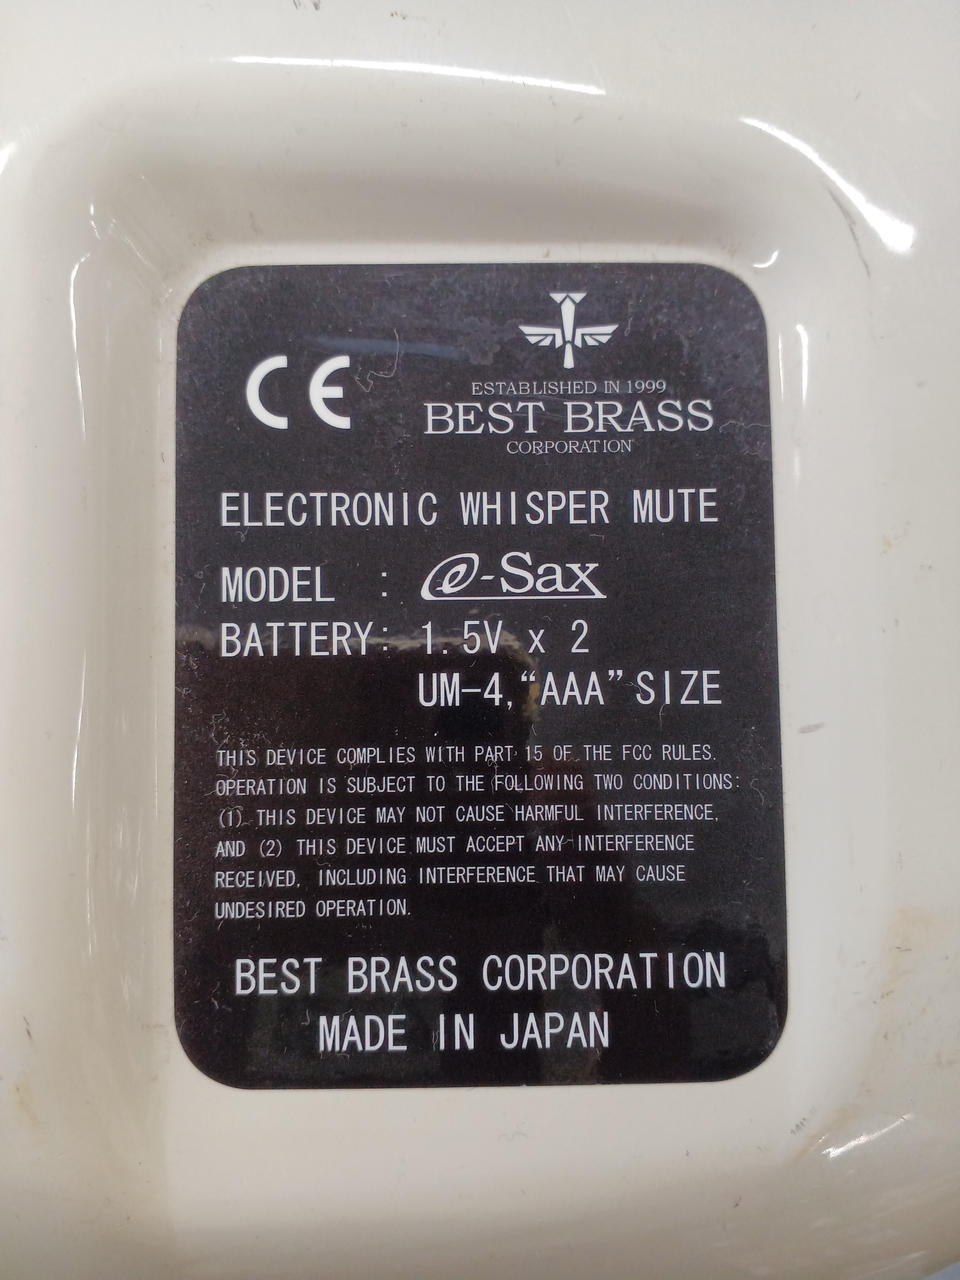 CE
ESTABLISHED IN 1999
BEST BRASS
CORPORATION
ELECTRONIC WHISPER MUTE
MODEL : e-Sax
BATTERY: 1.5V x 2
UM-4, “AAA” SIZE
THIS DEVICE COMPLIES WITH PART 15 OF THE FCC RULES.
OPERATION IS SUBJECT TO THE FOLLOWING TWO CONDITIONS:
(1) THIS DEVICE MAY NOT CAUSE HARMFUL INTERFERENCE,
AND (2) THIS DEVICE MUST ACCEPT ANY INTERFERENCE
RECEIVED, INCLUDING INTERFERENCE THAT MAY CAUSE
UNDESIRED OPERATION.
BEST BRASS CORPORATION
MADE IN JAPAN